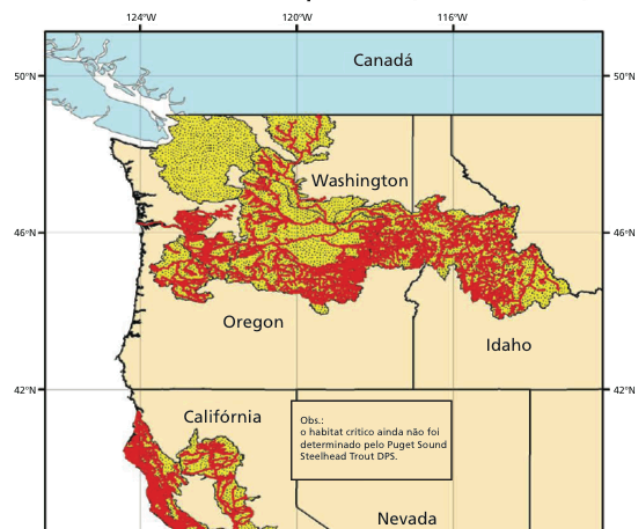 124°W 120°W 116°W
Canadá
50°N 50°N
Washington
46°N 46°N
Oregon
Idaho
42°N 42°N
Califórnia
Obs.:
o habitat crítico ainda não foi
determinado pelo Puget Sound
Steelhead Trout DPS.
Nevada